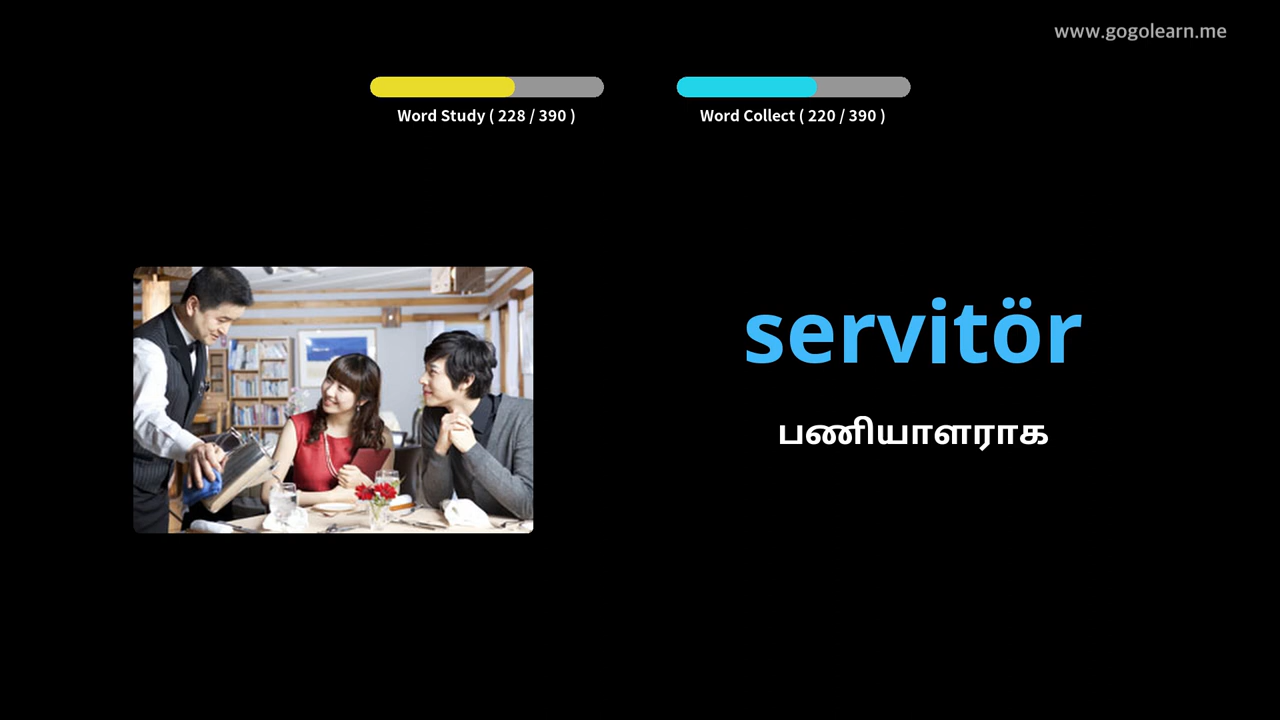 www.gogolearn.me
Word Study ( 228 / 390 )
Word Collect ( 220 / 390 )
servitör
பணியாளராக